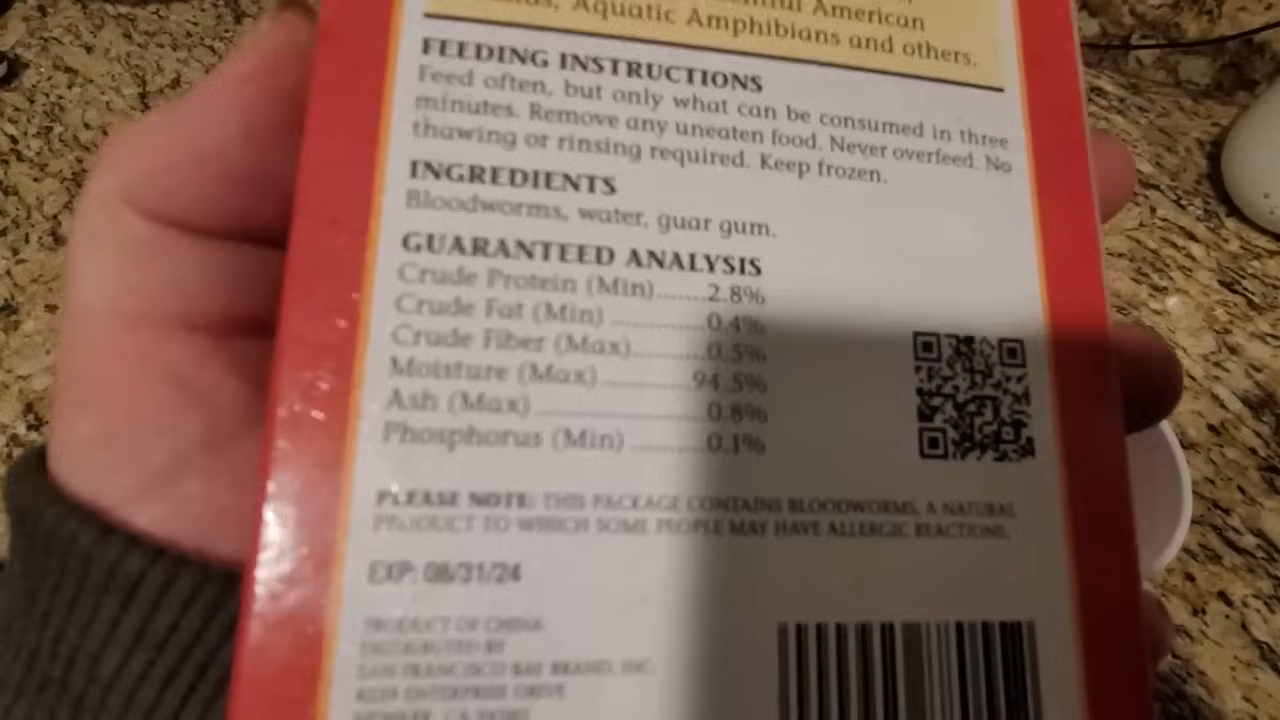 American
Aquatic Amphibians and others.
FEEDING INSTRUCTIONS
Feed often, but only what can be consumed in three
minutes. Remove any uneaten food. Never overfeed. No
thawing or rinsing required. Keep frozen.
INGREDIENTS
Bloodworms, water, guar gum.
GUARANTEED ANALYSIS
Crude Protein (Min).......2.8%
Crude Fat (Min) ............0.4%
Crude Fiber (Max).........0.5%
Moisture (Max)...........94.5%
Ash (Max)....................0.8%
Phosphorus (Min) .........0.1%
PLEASE NOTE: THIS PACKAGE CONTAINS BLOODWORMS, A NATURAL
PRODUCT TO WHICH SOME PEOPLE MAY HAVE ALLERGIC REACTIONS.
EXP: 08/31/24
PRODUCT OF CHINA
DISTRIBUTED BY
SAN FRANCISCO BAY BRAND, INC.
ENTERPRISE DRIVE